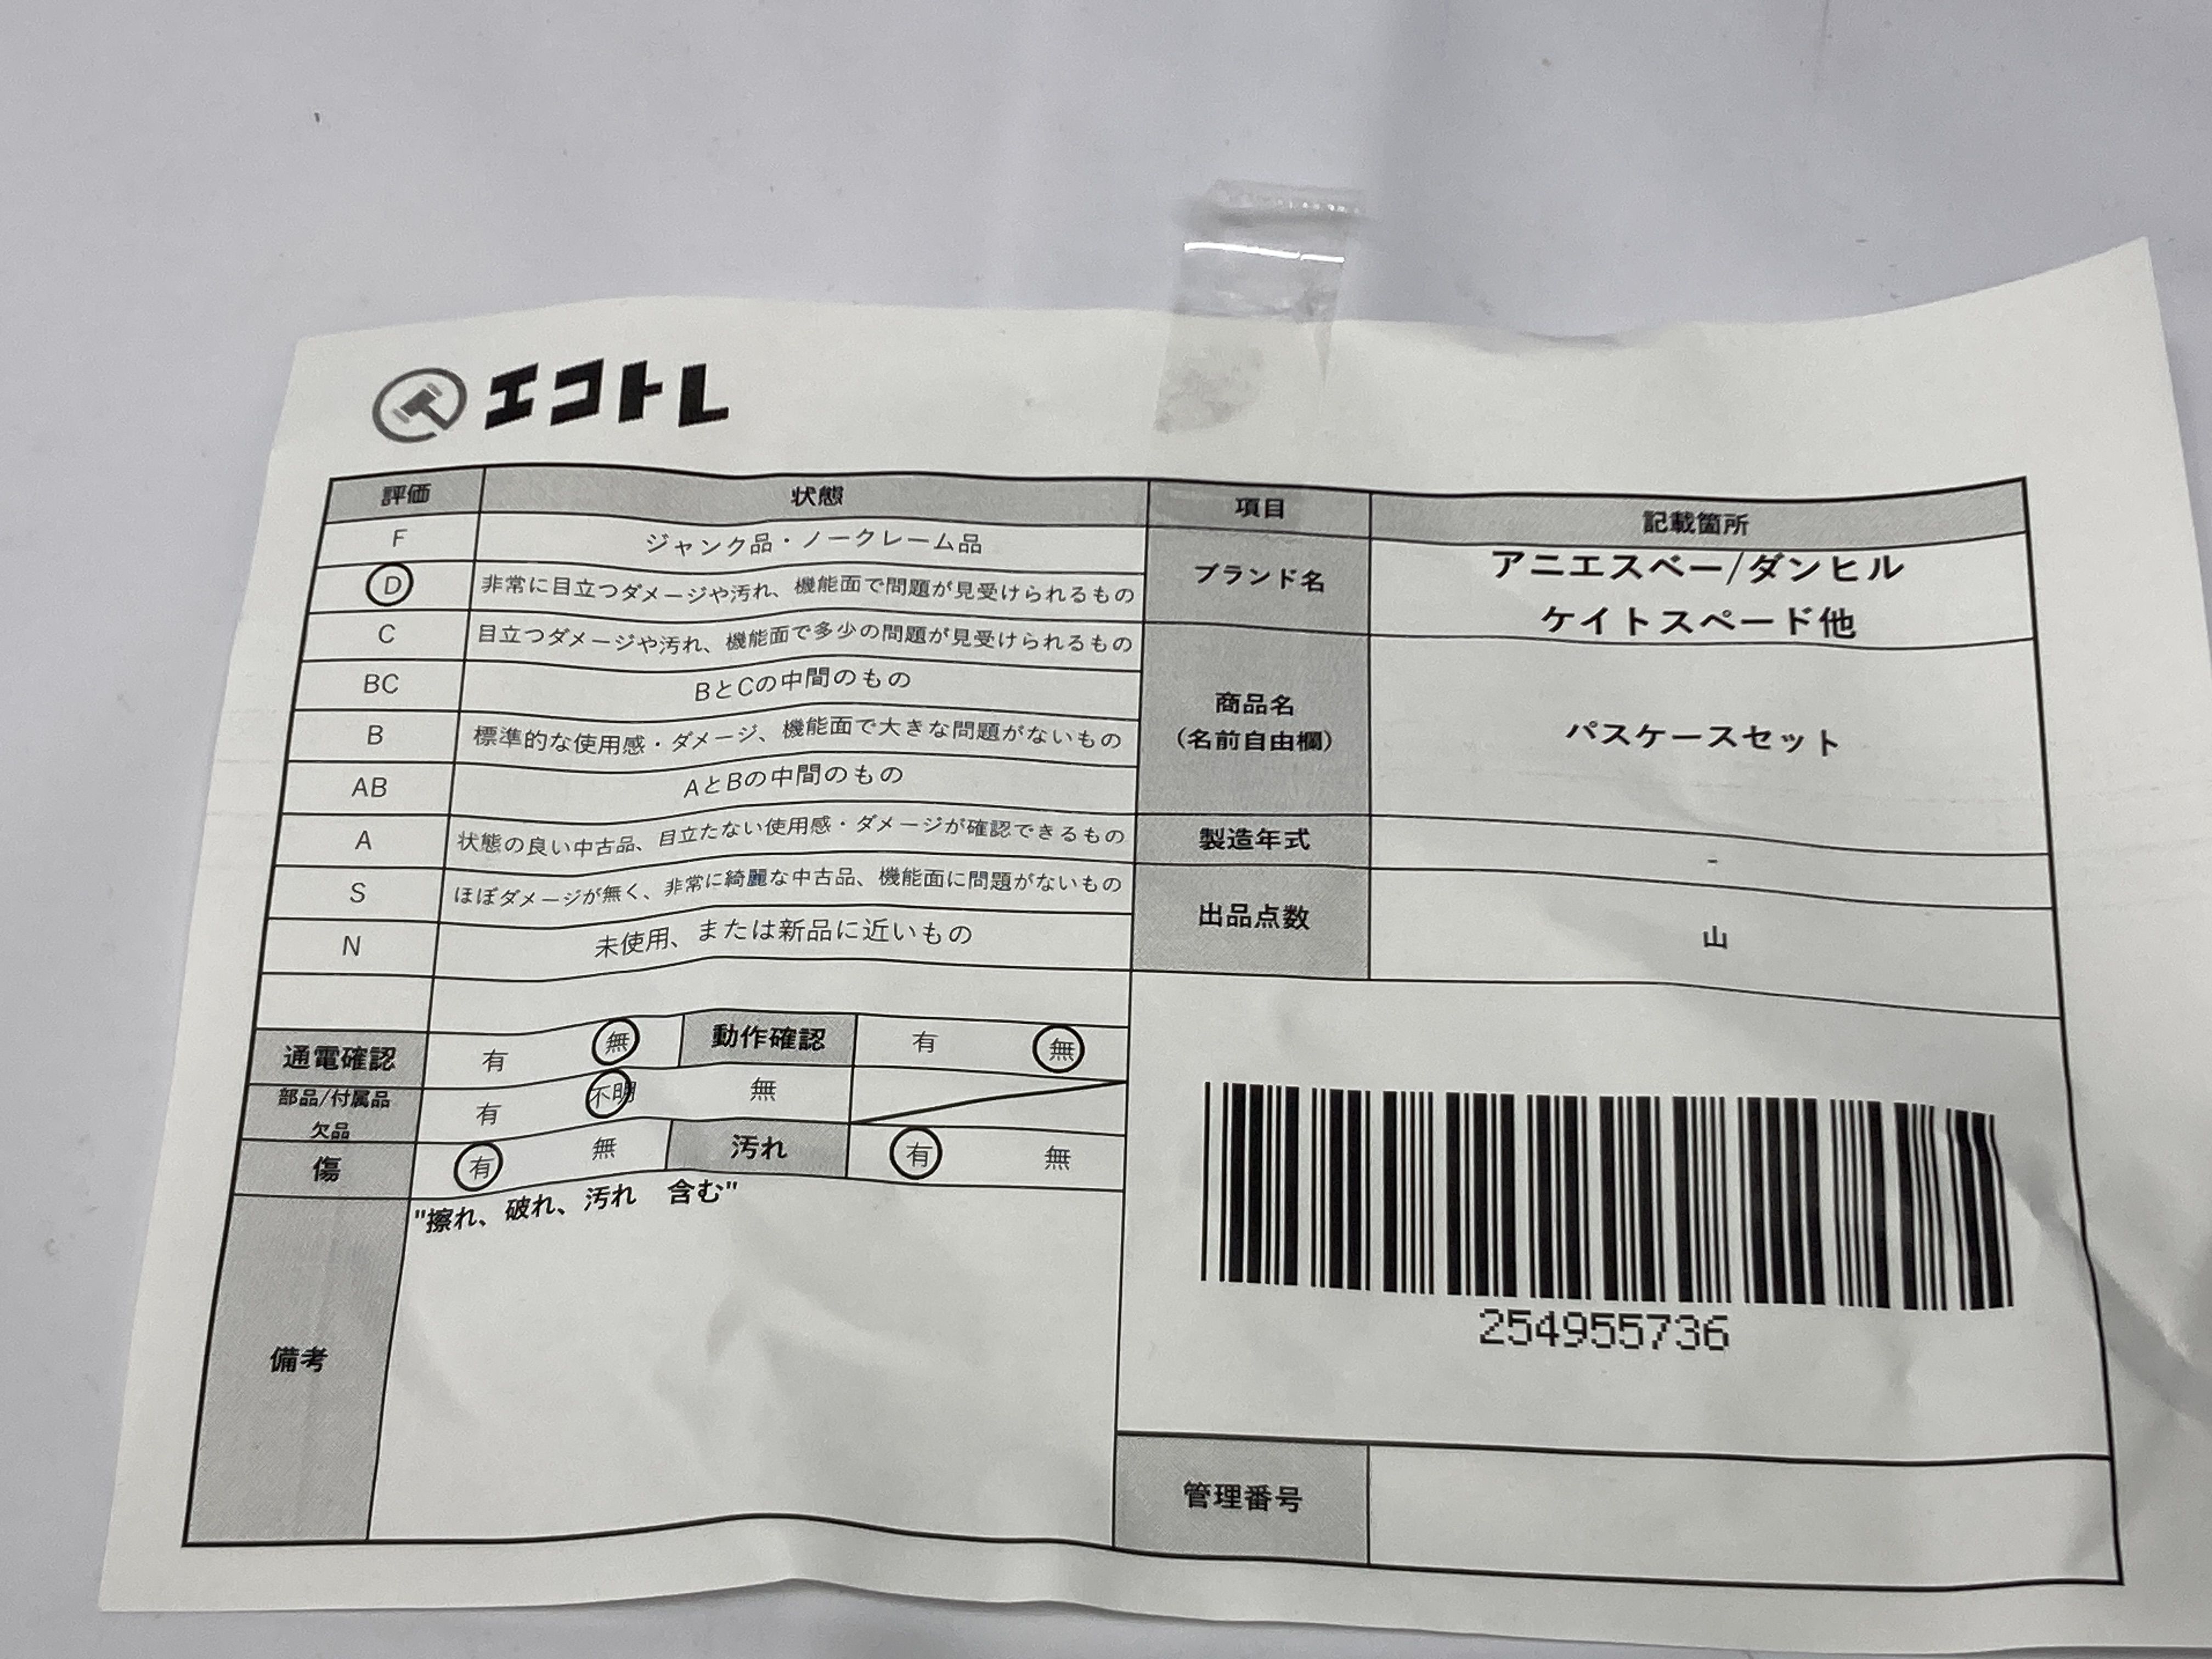 エコトレ
評価 状態 項目 記載箇所
F ジャンク品・ノークレーム品
D 非常に目立つダメージや汚れ、機能面で問題が見受けられるもの
C 目立つダメージや汚れ、機能面で多少の問題が見受けられるもの
BC BとCの中間のもの
B 標準的な使用感・ダメージ、機能面で大きな問題がないもの
AB AとBの中間のもの
A 状態の良い中古品、目立たない使用感・ダメージが確認できるもの
S ほぼダメージが無く、非常に綺麗な中古品、機能面に問題がないもの
N 未使用、または新品に近いもの
ブランド名 アニエスベー/ダンヒル
ケイトスペード他
商品名
（名前自由欄）
パスケースセット
製造年式 -
出品点数 山
通電確認 有 無 動作確認 有 無
部品/付属品
欠品
有 不明 無
傷 有 無 汚れ 有 無
備考
"擦れ、破れ、汚れ　含む"
254955736
管理番号